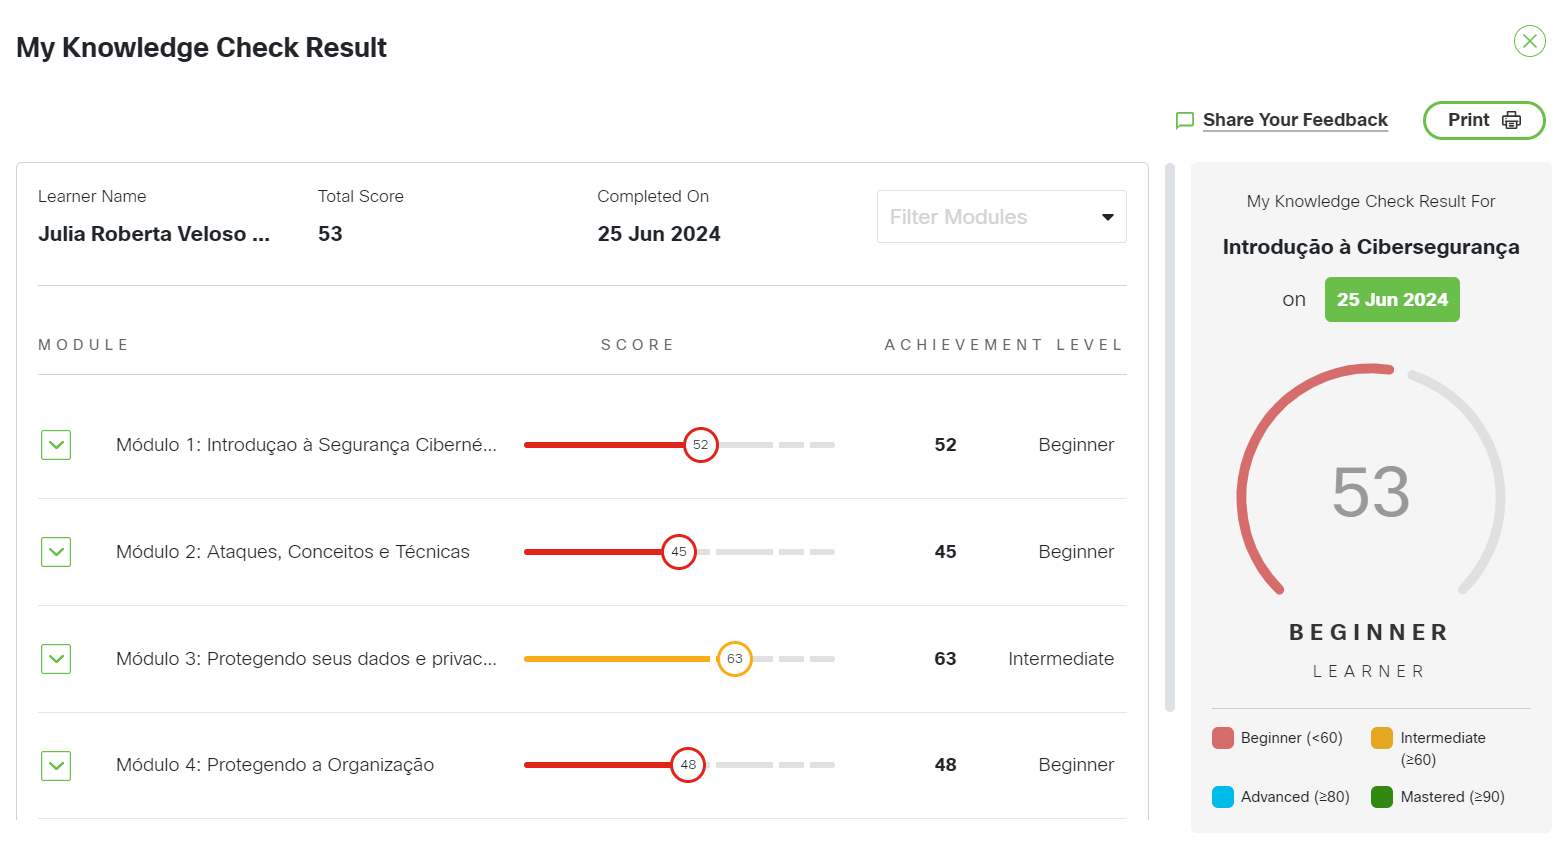 My Knowledge Check Result
Share Your Feedback
Print
Learner Name
Julia Roberta Veloso ...
Total Score
53
Completed On
25 Jun 2024
Filter Modules
MODULE SCORE ACHIEVEMENT LEVEL
Módulo 1: Introduçao à Segurança Ciberné... 52 52 Beginner
Módulo 2: Ataques, Conceitos e Técnicas 45 45 Beginner
Módulo 3: Protegendo seus dados e privac... 63 63 Intermediate
Módulo 4: Protegendo a Organização 48 48 Beginner
My Knowledge Check Result For
Introdução à Cibersegurança
on 25 Jun 2024
53
BEGINNER
LEARNER
Beginner (<60)
Intermediate
(≥60)
Advanced (≥80)
Mastered (≥90)